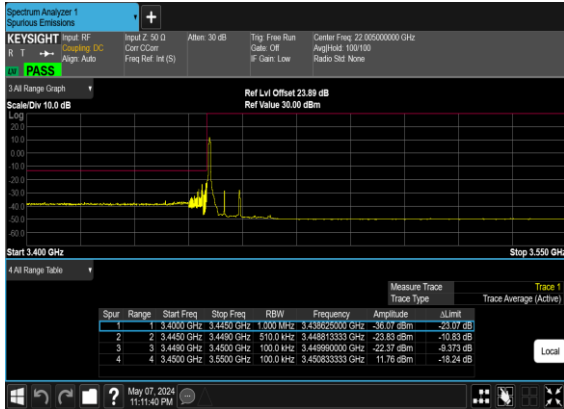 Spectrum Analyzer 1
Spurious Emissions
+
KEYSIGHT Input: RF Input Z: 50 Ω Atten: 30 dB Trig: Free Run Center Freq: 22.005000000 GHz
R T Coupling: DC Corr CCorr Gate: Off Avg|Hold: 100/100
Align: Auto Freq Ref: Int (S) IF Gain: Low Radio Std: None
PASS
3 All Range Graph Ref Lvl Offset 23.89 dB
Scale/Div 10.0 dB Ref Value 30.00 dBm
Log
20.0
10.0
0.00
-10.0
-20.0
-30.0
-40.0
-50.0
-60.0
Start 3.400 GHz Stop 3.550 GHz
4 All Range Table
Measure Trace Trace 1
Trace Type Trace Average (Active)
Spur Range Start Freq Stop Freq RBW Frequency Amplitude ΔLimit
1 1 3.4000 GHz 3.4450 GHz 1.000 MHz 3.438625000 GHz -36.07 dBm -23.07 dB
2 2 3.4450 GHz 3.4490 GHz 510.0 kHz 3.448813333 GHz -23.83 dBm -10.83 dB
3 3 3.4490 GHz 3.4500 GHz 100.0 kHz 3.449990000 GHz -22.37 dBm -9.373 dB
4 4 3.4500 GHz 3.5500 GHz 100.0 kHz 3.450833333 GHz 11.76 dBm -18.24 dB
Local
? May 07, 2024
11:11:40 PM